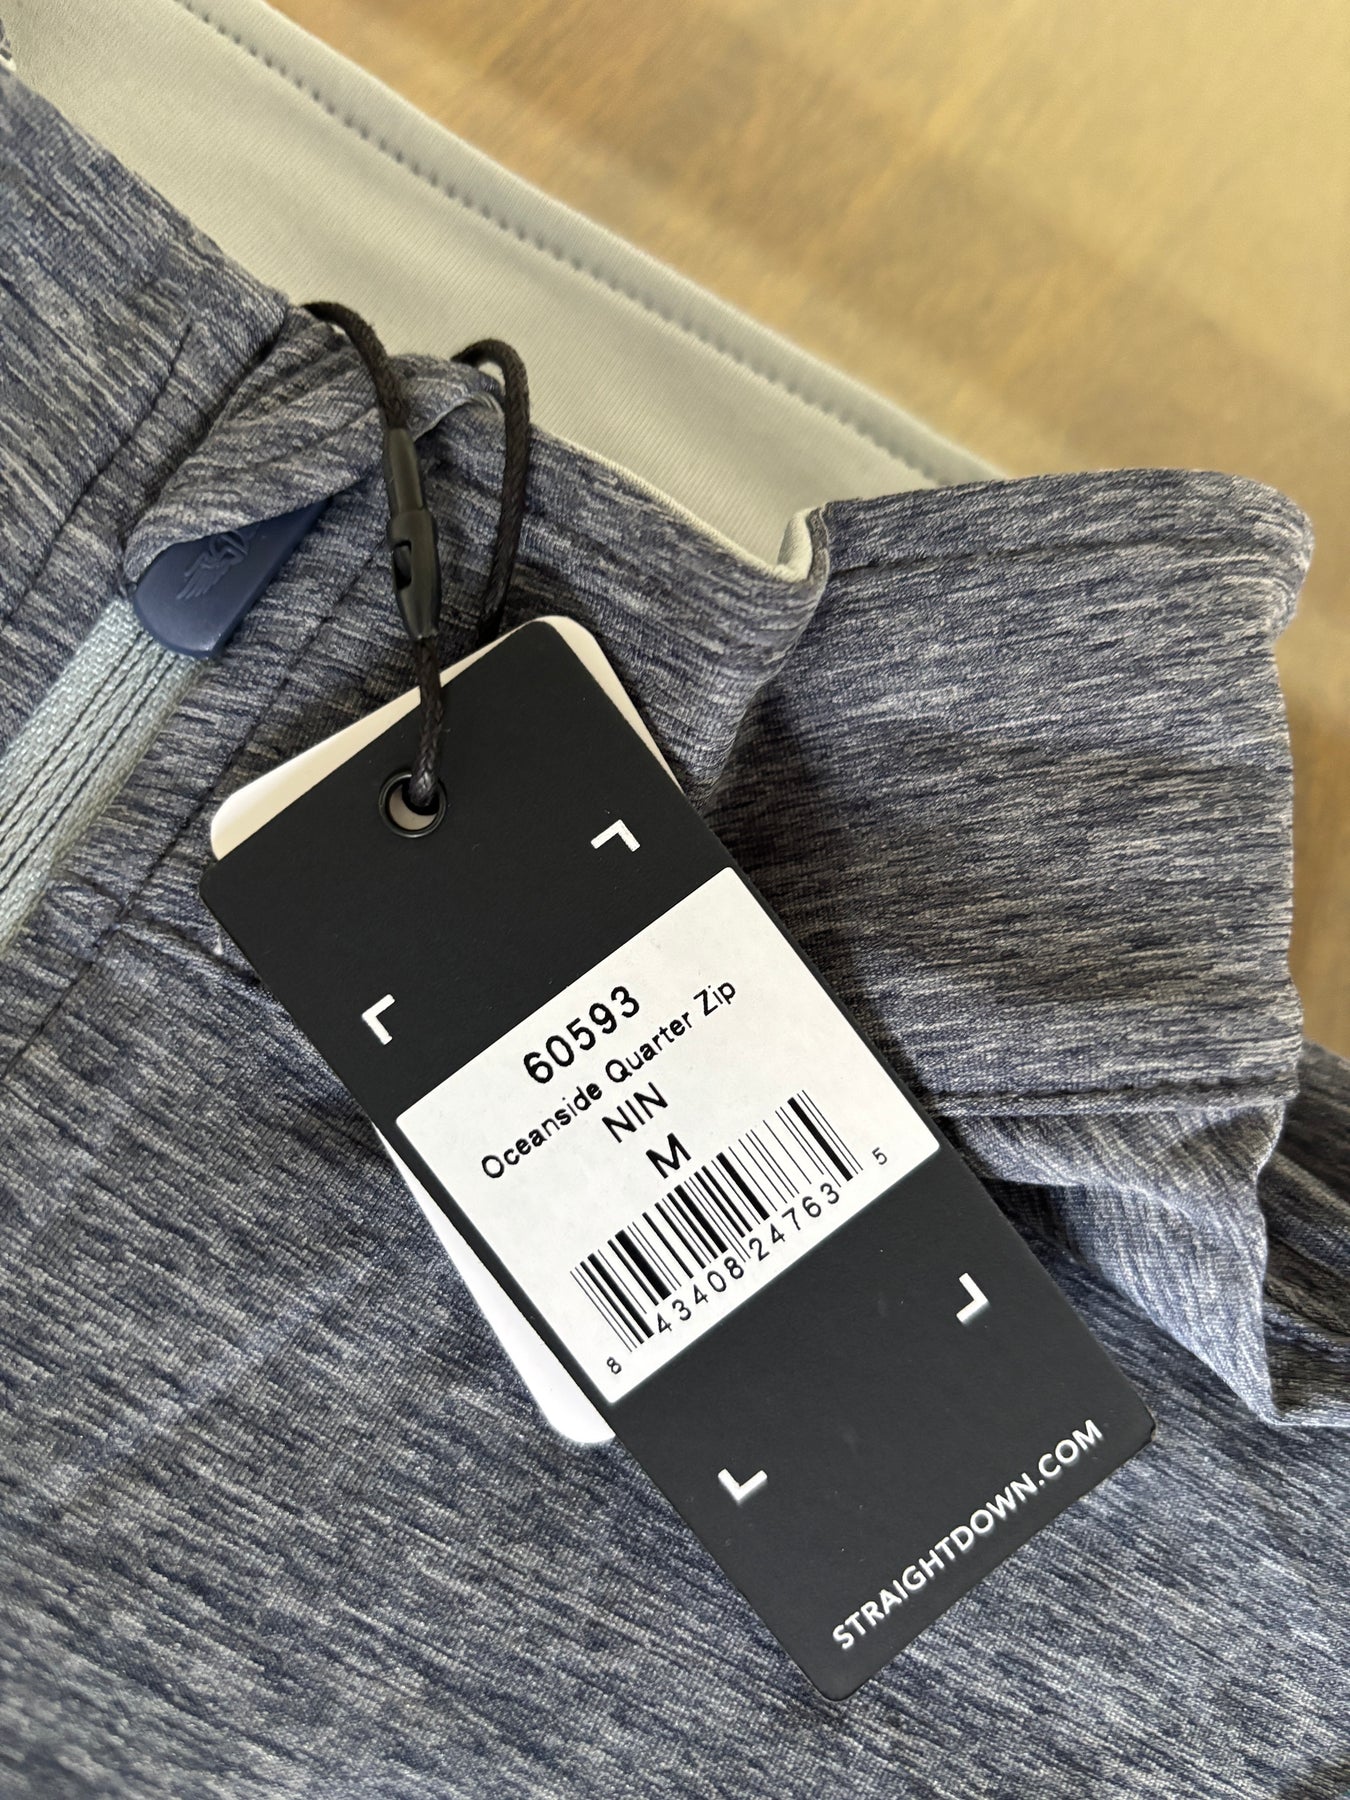 60593
Oceanside Quarter Zip
NIN
M
8 43408 24763 5
STRAIGHTDOWN.COM